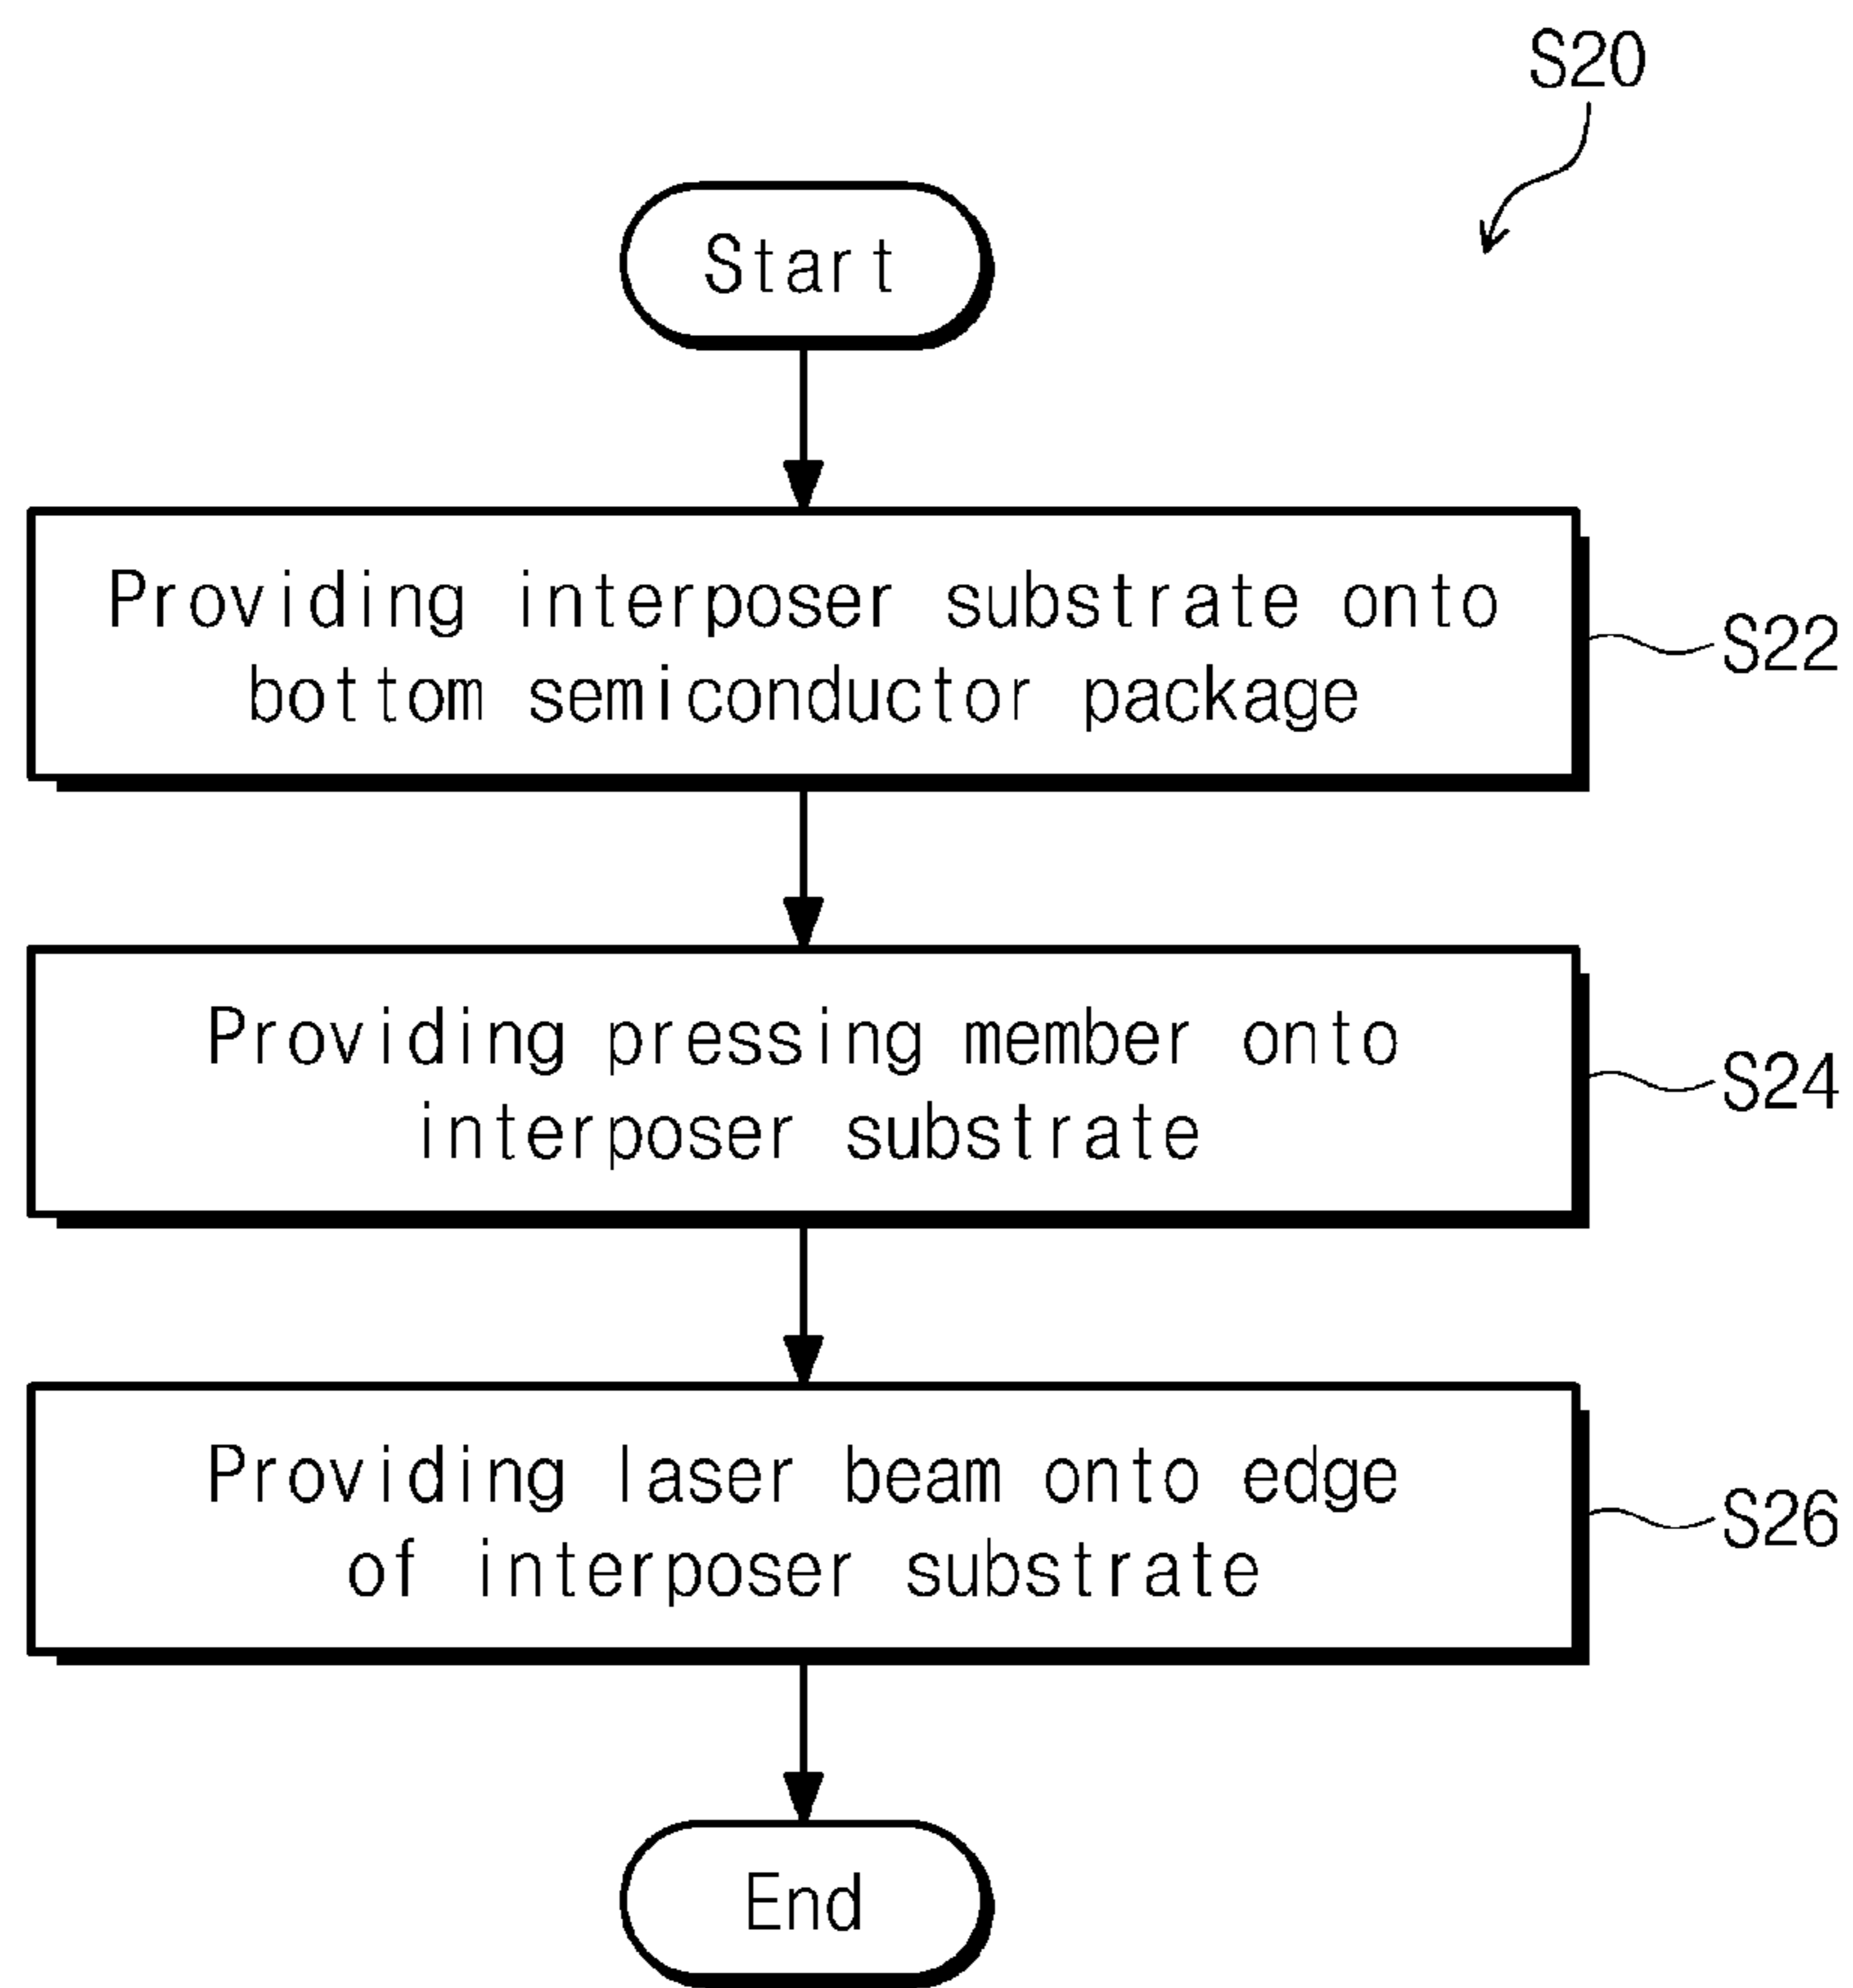 S20
Start
Providing interposer substrate onto
bottom semiconductor package
S22
Providing pressing member onto
interposer substrate
S24
Providing laser beam onto edge
of interposer substrate
S26
End